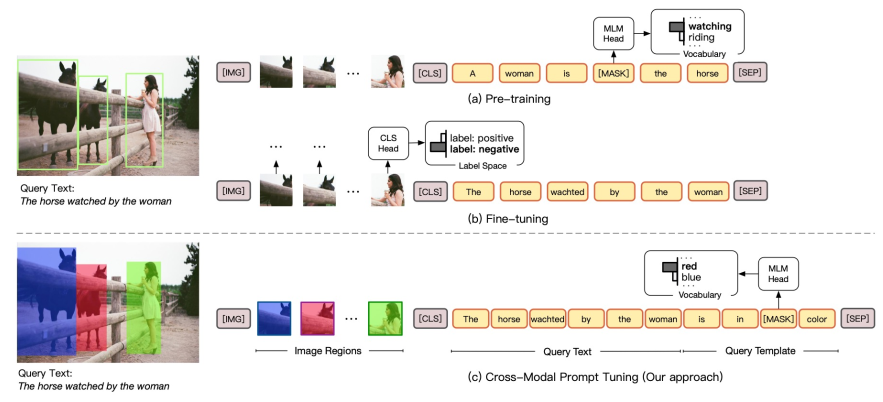 MLM Head
...
watching
riding
...
Vocabulary
[IMG] ... [CLS] A woman is [MASK] the horse [SEP]
(a) Pre-training
... ... CLS Head
label: positive
label: negative
Label Space
[IMG] ... [CLS] The horse wachted by the woman [SEP]
(b) Fine-tuning
Query Text:
The horse watched by the woman
...
red
blue
...
Vocabulary
MLM Head
[IMG] ... [CLS] The horse wachted by the woman is in [MASK] color [SEP]
Image Regions Query Text Query Template
(c) Cross-Modal Prompt Tuning (Our approach)
Query Text:
The horse watched by the woman